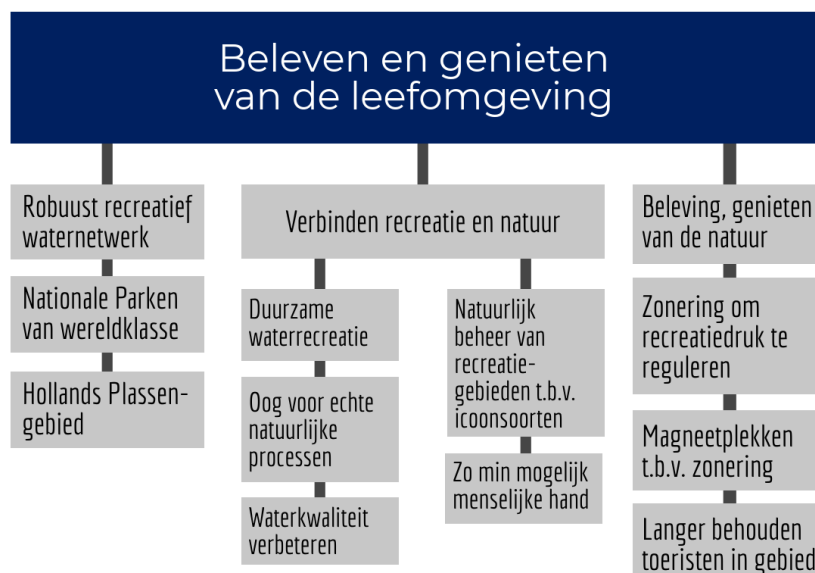 Beleven en genieten
van de leefomgeving
Robuust recreatief
waternetwerk
Nationale Parken
van wereldklasse
Hollands Plassen-
gebied
Verbinden recreatie en natuur
Duurzame
waterrecreatie
Oog voor echte
natuurlijke
processen
Waterkwaliteit
verbeteren
Natuurlijk
beheer van
recreatie-
gebieden t.b.v.
icoonsoorten
Zo min mogelijk
menselijke hand
Beleving, genieten
van de natuur
Zonering om
recreatiedruk te
reguleren
Magneetplekken
t.b.v. zonering
Langer behouden
toeristen in gebied